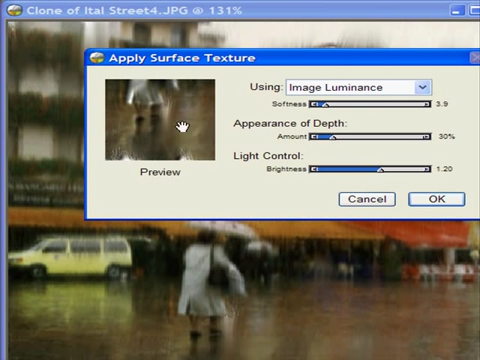 Clone of Ital Street4.JPG @ 131%
Apply Surface Texture
Using: Image Luminance
Softness 3.9
Appearance of Depth:
Amount 30%
Light Control:
Brightness 1.20
Preview
Cancel OK